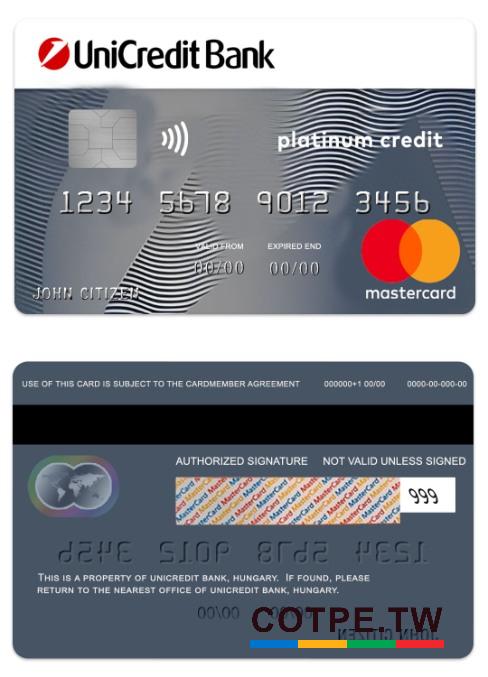 UniCredit Bank
platinum credit
1234 5678 9012 3456
VALID FROM EXPIRED END
00/00 00/00
JOHN CITIZEN
mastercard
USE OF THIS CARD IS SUBJECT TO THE CARDMEMBER AGREEMENT 000000+1 00/00 0000-00-000-00
AUTHORIZED SIGNATURE NOT VALID UNLESS SIGNED
MasterCard MasterCard MasterCard
999
THIS IS A PROPERTY OF UNICREDIT BANK, HUNGARY. IF FOUND, PLEASE
RETURN TO THE NEAREST OFFICE OF UNICREDIT BANK, HUNGARY.
COTPE.TW